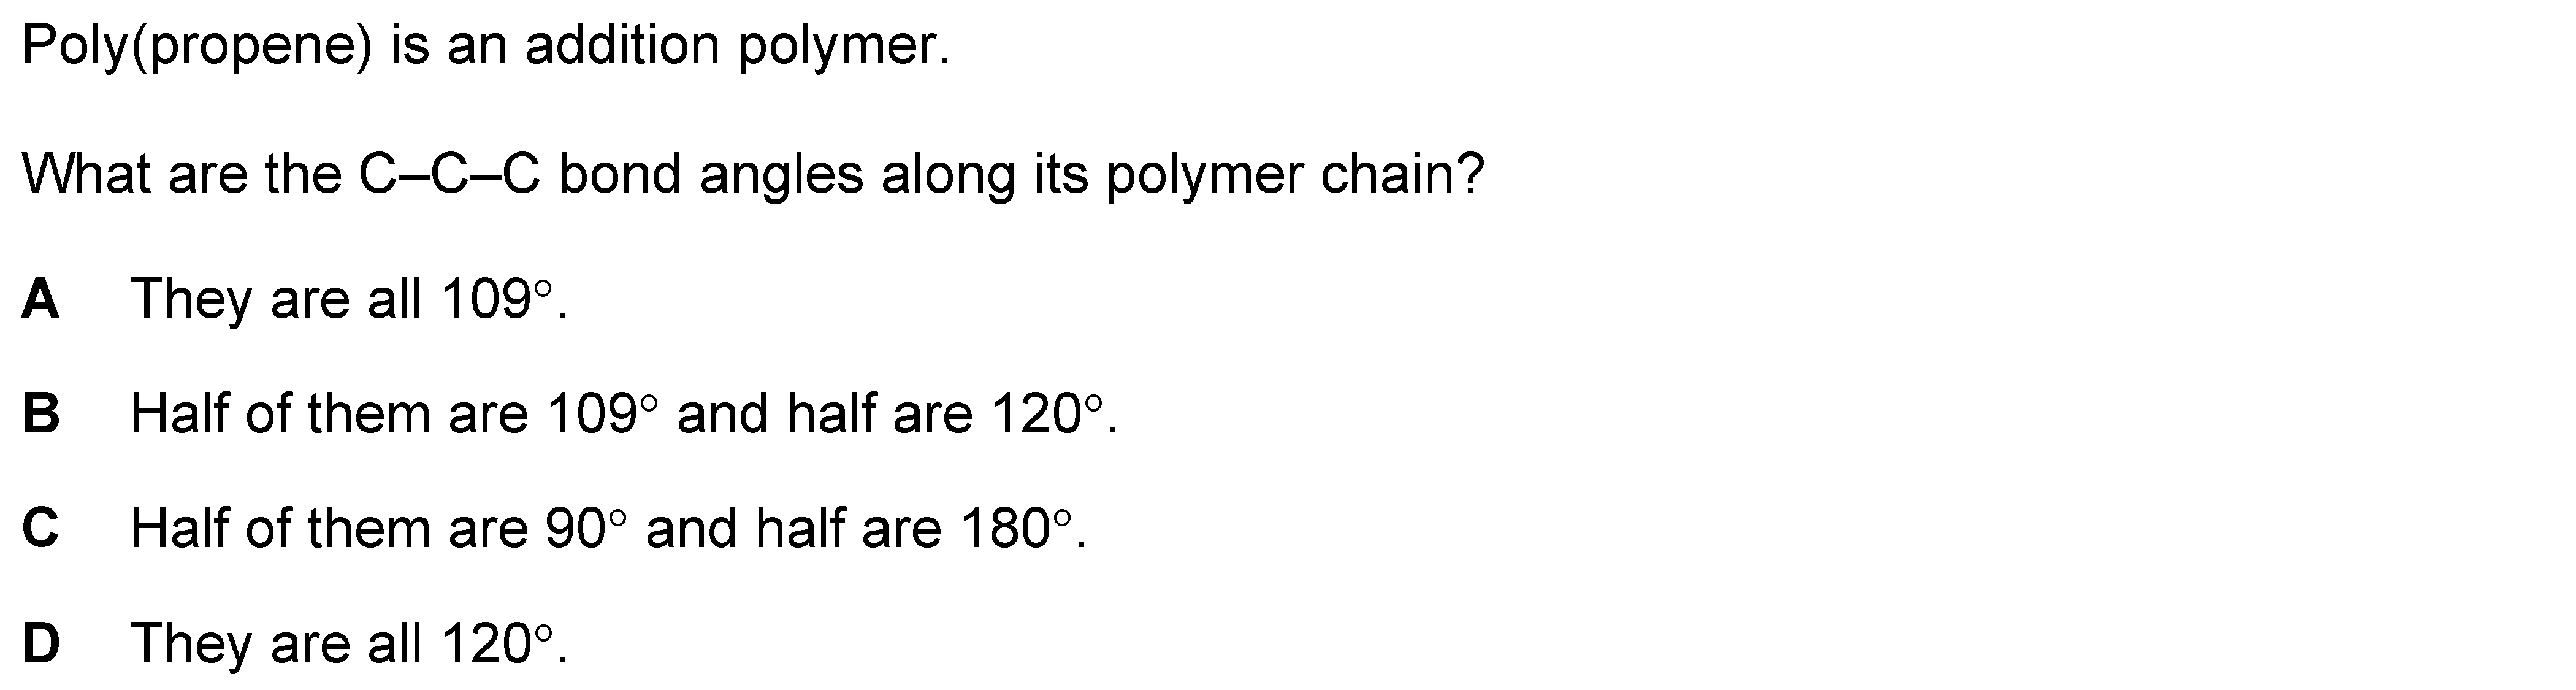 Poly(propene) is an addition polymer.
What are the C–C–C bond angles along its polymer chain?
A They are all 109°.
B Half of them are 109° and half are 120°.
C Half of them are 90° and half are 180°.
D They are all 120°.